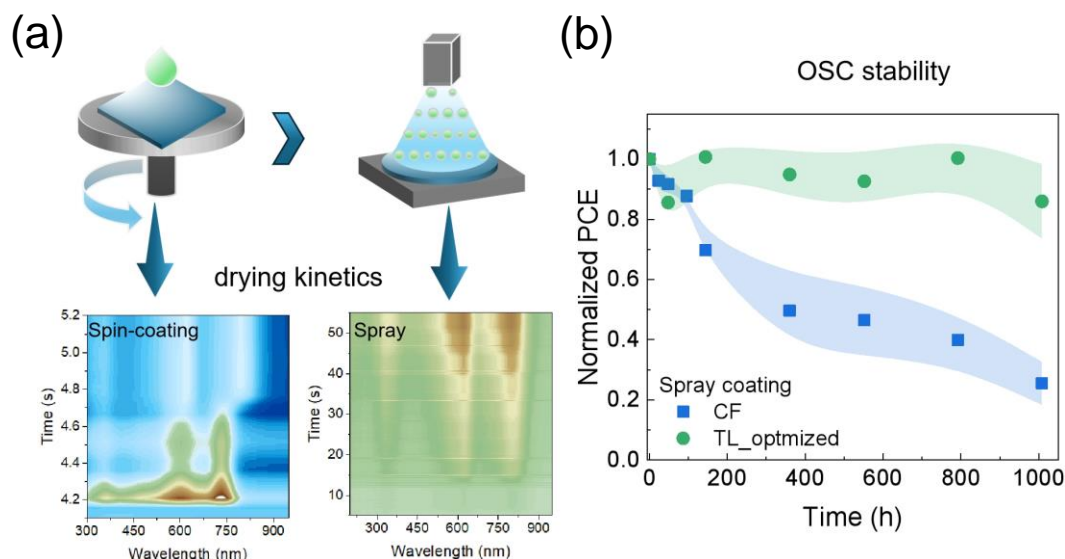 (a)
drying kinetics
Spin-coating
Time (s)
5.2
5.0
4.8
4.6
4.4
4.2
300 450 600 750 900
Wavelength (nm)
Spray
Time (s)
50
40
30
20
10
300 600 900
Wavelength (nm)
(b)
OSC stability
Normalized PCE
1.0
0.8
0.6
0.4
0.2
0.0
Spray coating
CF
TL_optmized
0 200 400 600 800 1000
Time (h)